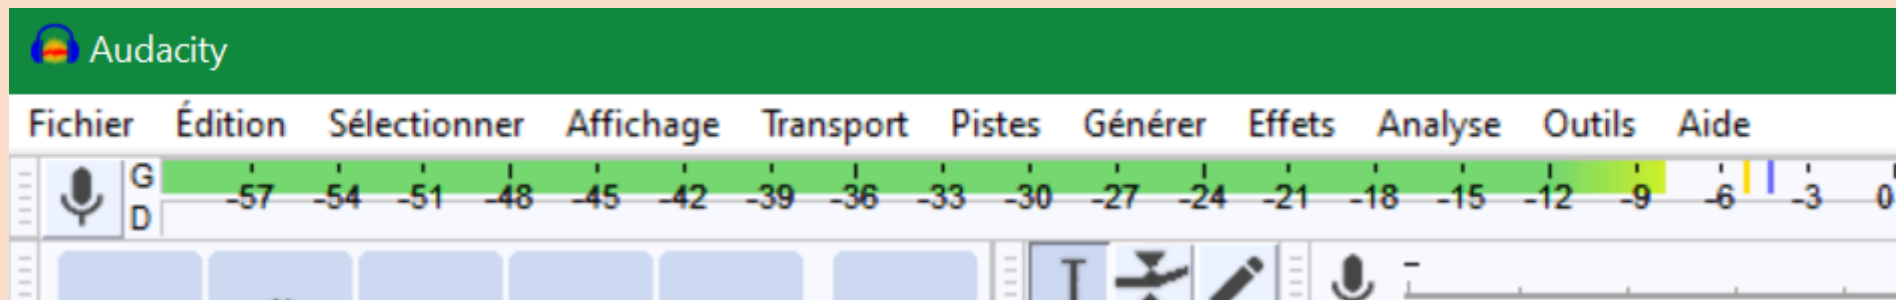 Audacity
Fichier Édition Sélectionner Affichage Transport Pistes Générer Effets Analyse Outils Aide
G
-57 -54 -51 -48 -45 -42 -39 -36 -33 -30 -27 -24 -21 -18 -15 -12 -9 -6 -3 0
D